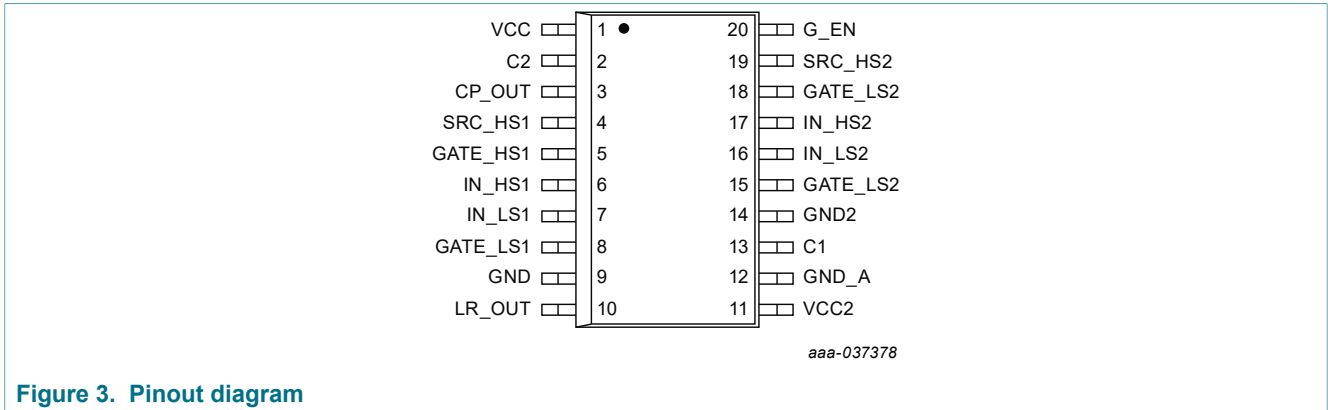 VCC 1 20 G_EN
C2 2 19 SRC_HS2
CP_OUT 3 18 GATE_LS2
SRC_HS1 4 17 IN_HS2
GATE_HS1 5 16 IN_LS2
IN_HS1 6 15 GATE_LS2
IN_LS1 7 14 GND2
GATE_LS1 8 13 C1
GND 9 12 GND_A
LR_OUT 10 11 VCC2
aaa-037378
Figure 3. Pinout diagram